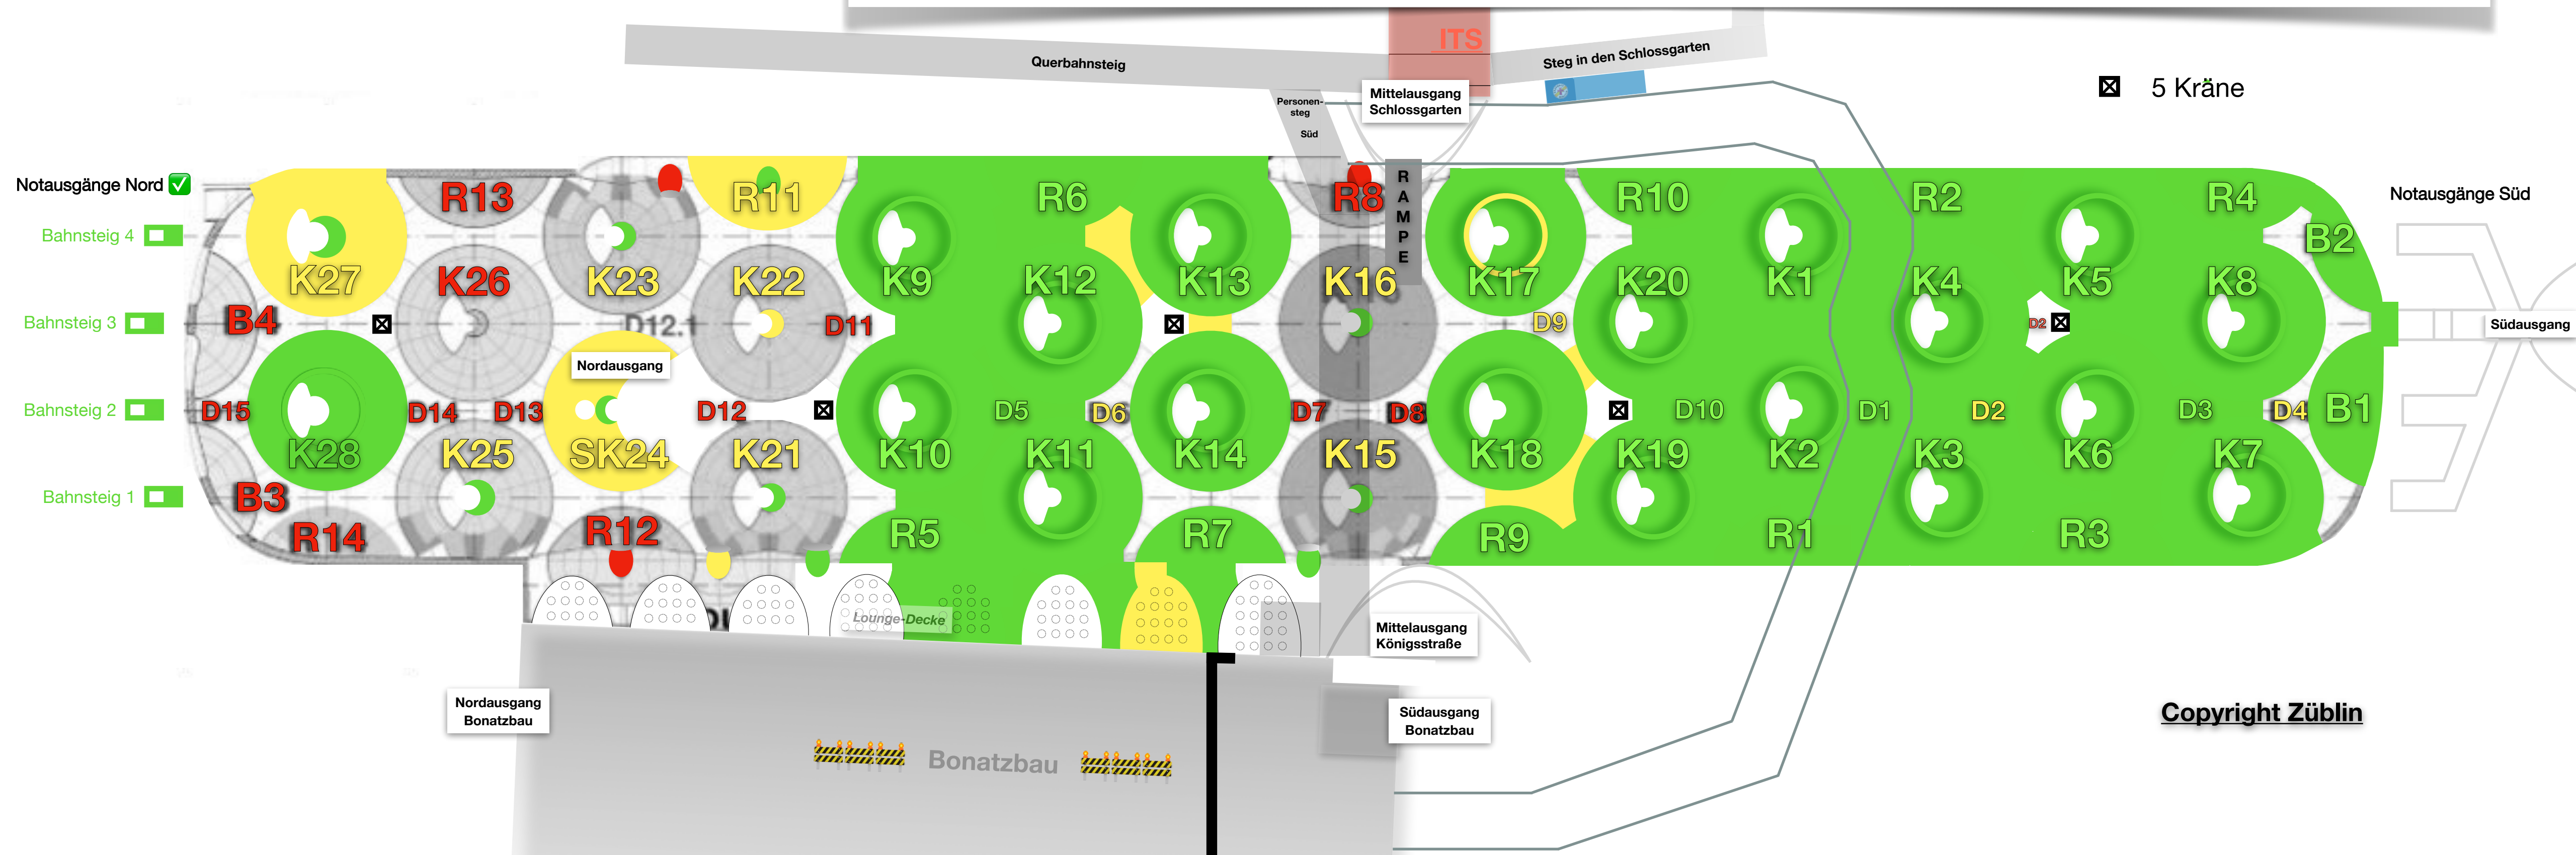 ITS
Querbahnsteig
Steg in den Schlossgarten
5 Kräne
Mittelausgang
Schlossgarten
Personen-
steg
Süd
RAMPE
Notausgänge Nord
Notausgänge Süd
R13
R11
R6
R8
R10
R2
R4
Bahnsteig 4
B2
K27
K26
K23
K22
K9
K12
K13
K16
K17
K20
K1
K4
K5
K8
Bahnsteig 3
B4
D12.1
D11
D9
D2
Südausgang
Nordausgang
Bahnsteig 2
D15
D14
D13
D12
D5
D6
D7
D8
D10
D1
D2
D3
D4
B1
K28
K25
SK24
K21
K10
K11
K14
K15
K18
K19
K2
K3
K6
K7
Bahnsteig 1
B3
R14
R12
R5
R7
R9
R1
R3
Lounge-Decke
Mittelausgang
Königsstraße
Nordausgang
Bonatzbau
Südausgang
Bonatzbau
Bonatzbau
Copyright Züblin